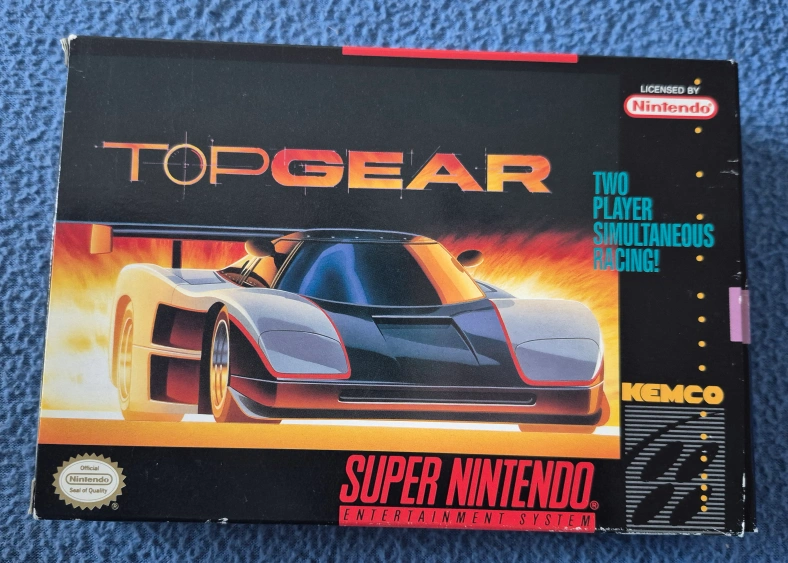 LICENSED BY
Nintendo®
TOPGEAR
TWO
PLAYER
SIMULTANEOUS
RACING!
KEMCO
Official
Nintendo
Seal of Quality
®
SUPER NINTENDO®
ENTERTAINMENT SYSTEM